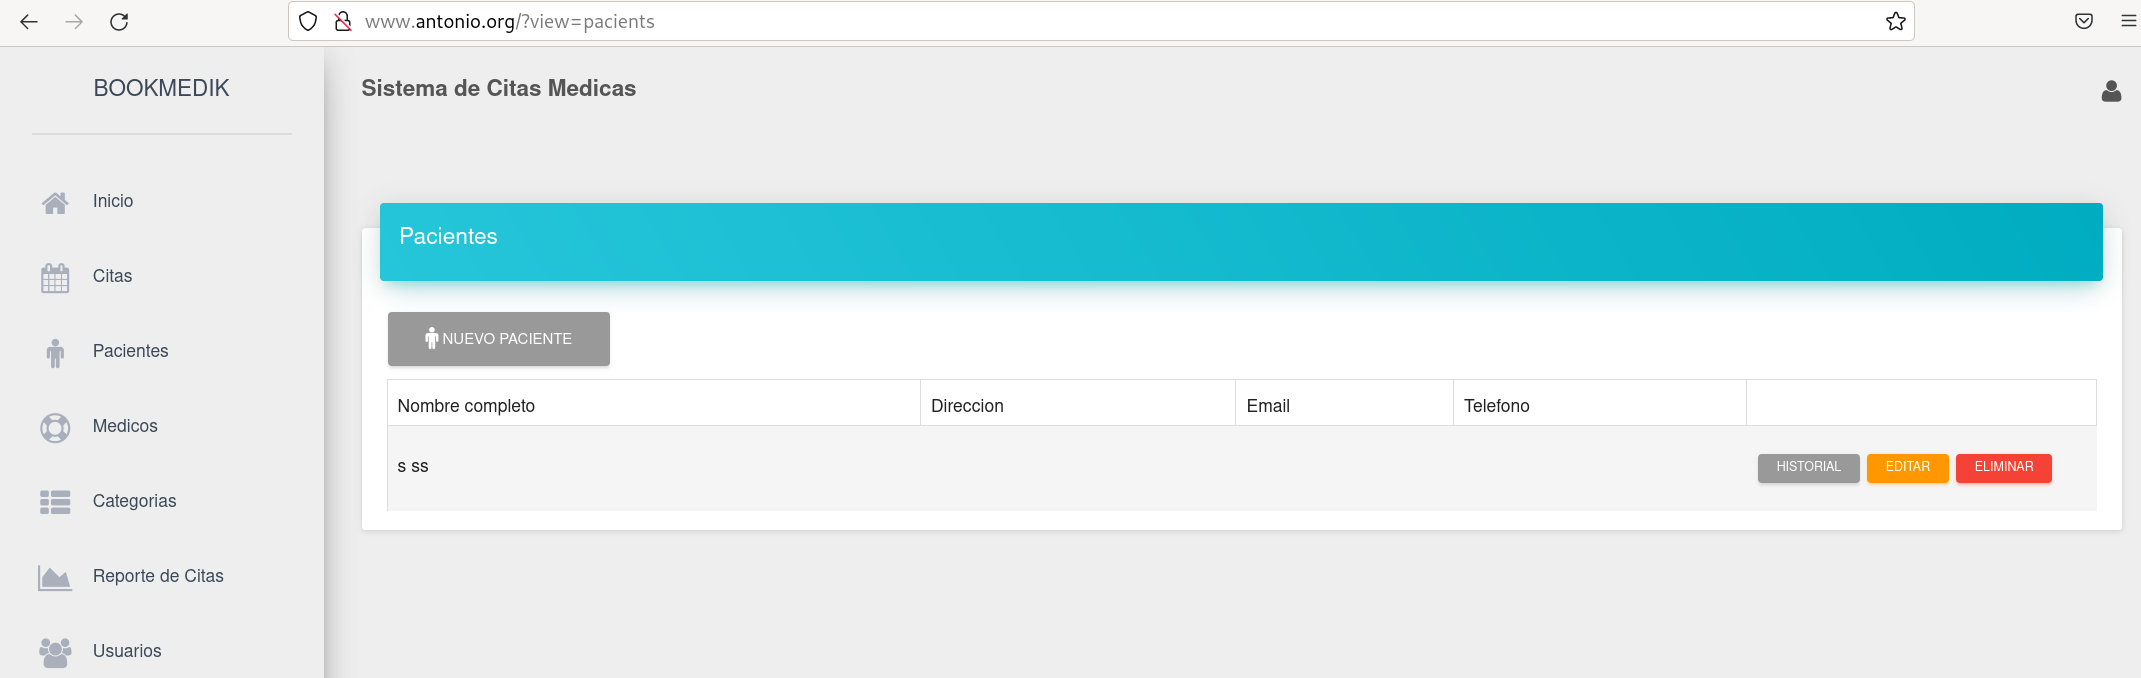 www.antonio.org/?view=pacients
BOOKMEDIK
Sistema de Citas Medicas
Inicio
Citas
Pacientes
Medicos
Categorias
Reporte de Citas
Usuarios
Pacientes
NUEVO PACIENTE
Nombre completo Direccion Email Telefono
s ss HISTORIAL EDITAR ELIMINAR